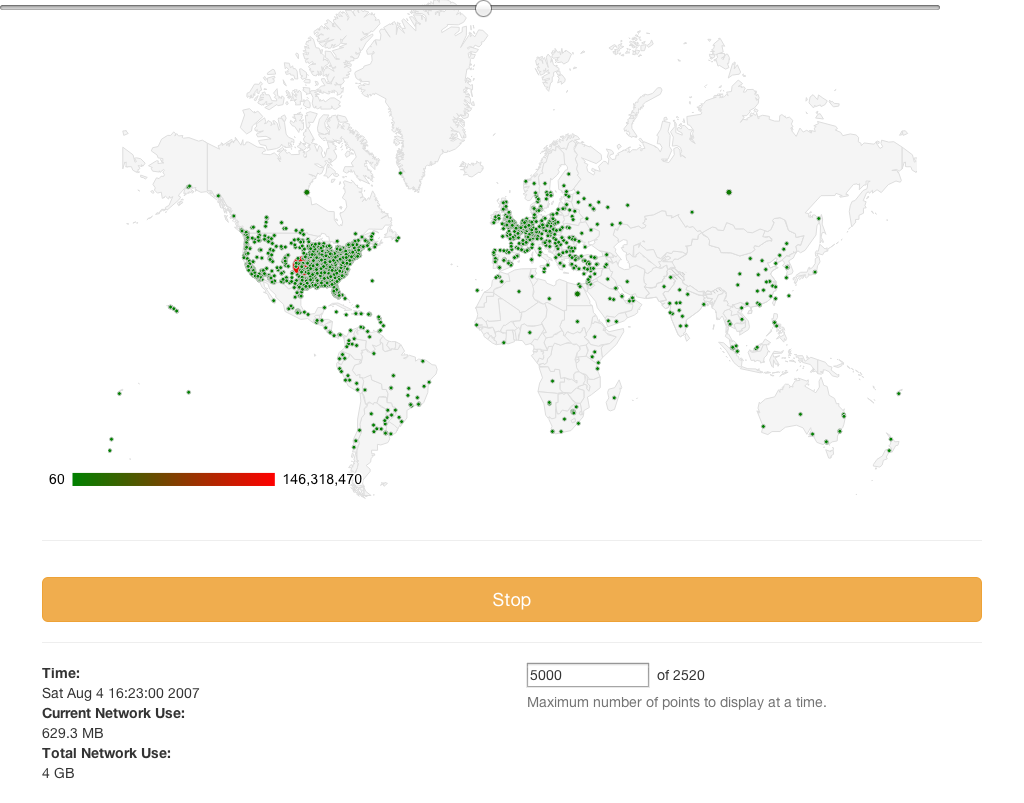 60 146,318,470
Stop
Time:
Sat Aug 4 16:23:00 2007
Current Network Use:
629.3 MB
Total Network Use:
4 GB
5000 of 2520
Maximum number of points to display at a time.